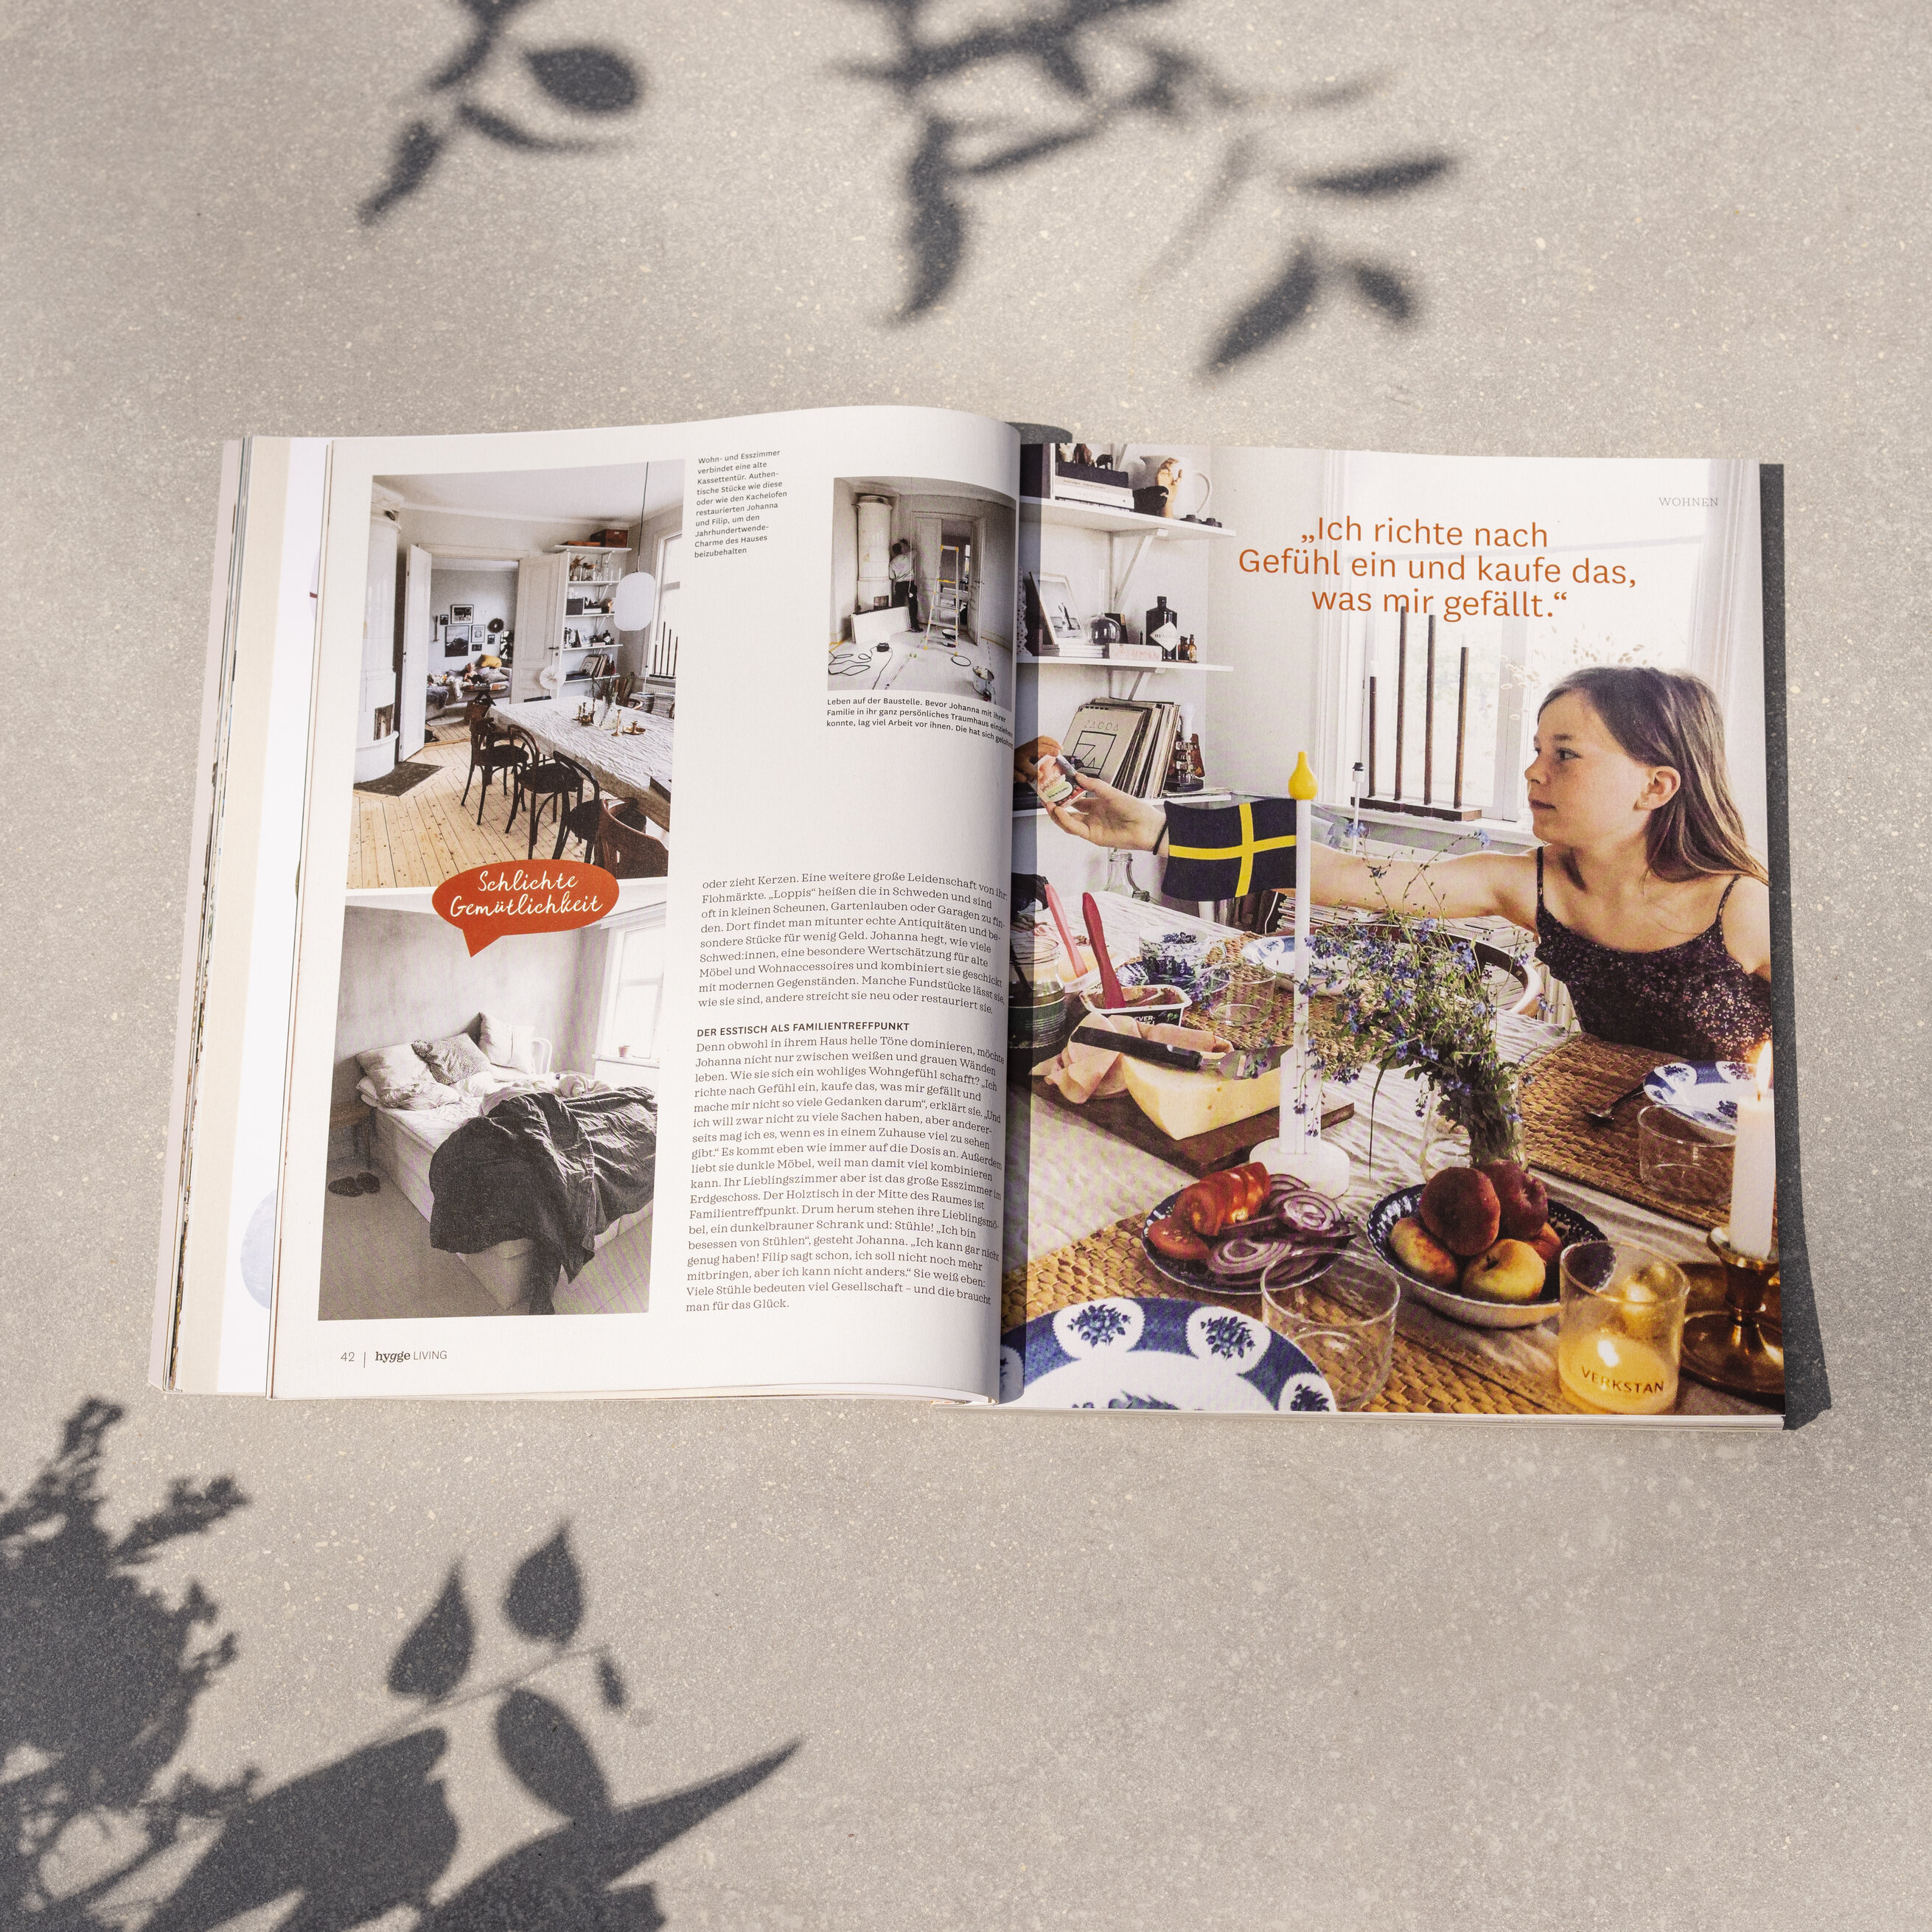 Wohn- und Esszimmer
verbindet eine alte
Kassettentür. Authen-
tische Stücke wie diese
oder wie den Kachelofen
restaurierten Johanna
und Filip, um den
Jahrhundertwende-
Charme des Hauses
beizubehalten
Leben auf der Baustelle. Bevor Johanna mit ihrer
Familie in ihr ganz persönliches Traumhaus einziehen
konnte, lag viel Arbeit vor ihnen. Die hat sich
Schlichte
Gemütlichkeit
oder zieht Kerzen. Eine weitere große Leidenschaft von ihr:
Flohmärkte. „Loppis“ heißen die in Schweden und sind
oft in kleinen Scheunen, Gartenlauben oder Garagen zu fin-
den. Dort findet man mitunter echte Antiquitäten und be-
sondere Stücke für wenig Geld. Johanna hegt, wie viele
Schwed:innen, eine besondere Wertschätzung für alte
Möbel und Wohnaccessoires und kombiniert sie geschickt
mit modernen Gegenständen. Manche Fundstücke lässt sie,
wie sie sind, andere streicht sie neu oder restauriert sie.
DER ESSTISCH ALS FAMILIENTREFFPUNKT
Denn obwohl in ihrem Haus helle Töne dominieren, möchte
Johanna nicht nur zwischen weißen und grauen Wänden
leben. Wie sie sich ein wohliges Wohngefühl schafft? „Ich
richte nach Gefühl ein, kaufe das, was mir gefällt und
mache mir nicht so viele Gedanken darum“, erklärt sie. „Und
ich will zwar nicht zu viele Sachen haben, aber anderer-
seits mag ich es, wenn es in einem Zuhause viel zu sehen
gibt.“ Es kommt eben wie immer auf die Dosis an. Außerdem
liebt sie dunkle Möbel, weil man damit viel kombinieren
kann. Ihr Lieblingszimmer aber ist das große Esszimmer im
Erdgeschoss. Der Holztisch in der Mitte des Raumes ist
Familientreffpunkt. Drum herum stehen ihre Lieblingsmö-
bel, ein dunkelbrauner Schrank und: Stühle! „Ich bin
besessen von Stühlen“, gesteht Johanna. „Ich kann gar nicht
genug haben! Filip sagt schon, ich soll nicht noch mehr
mitbringen, aber ich kann nicht anders.“ Sie weiß eben:
Viele Stühle bedeuten viel Gesellschaft – und die braucht
man für das Glück.
42 | hygge LIVING
WOHNEN
„Ich richte nach
Gefühl ein und kaufe das,
was mir gefällt.“
VERKSTAN